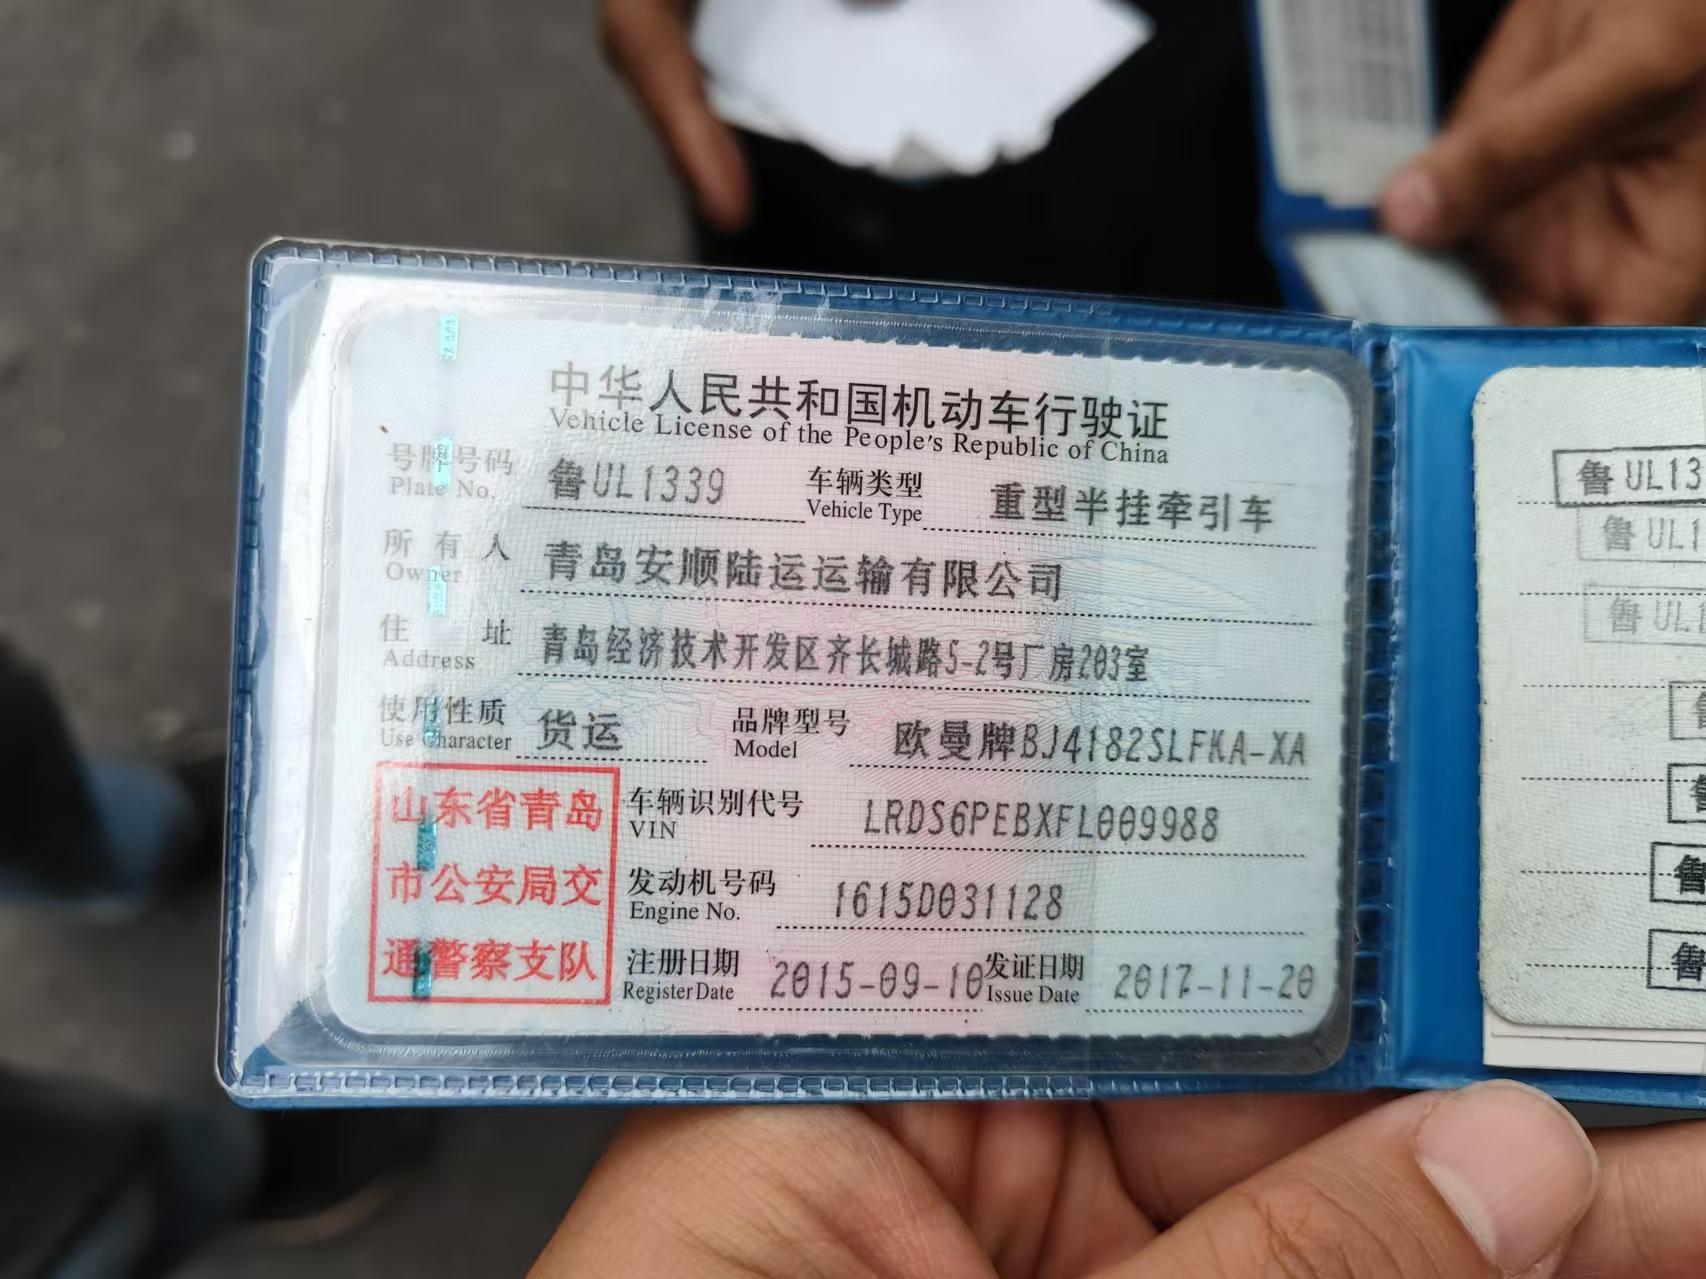 中华人民共和国机动车行驶证
Vehicle License of the People's Republic of China
号牌号码 鲁UL1339 车辆类型 重型半挂牵引车
Plate No. Vehicle Type
所有人 青岛安顺陆运运输有限公司
Owner
住址 青岛经济技术开发区齐长城路5-2号厂房203室
Address
使用性质 货运 品牌型号 欧曼牌BJ4182SLFKA-XA
Use Character Model
山东省青岛
市公安局交
通警察支队
车辆识别代号 LRDS6PEBXFL009988
VIN
发动机号码 1615D031128
Engine No.
注册日期 2015-09-10 发证日期 2017-11-20
Register Date Issue Date
鲁UL13
鲁UL1
鲁UL
鲁
鲁